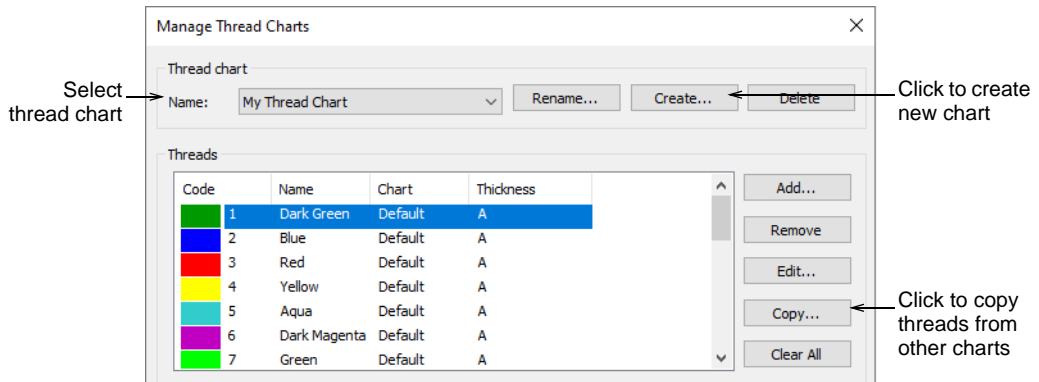 Manage Thread Charts
Thread chart
Select
thread chart
Name:
My Thread Chart
Rename...
Create...
Delete
Click to create
new chart
Threads
Code Name Chart Thickness
1 Dark Green Default A
2 Blue Default A
3 Red Default A
4 Yellow Default A
5 Aqua Default A
6 Dark Magenta Default A
7 Green Default A
Add...
Remove
Edit...
Copy...
Clear All
Click to copy
threads from
other charts